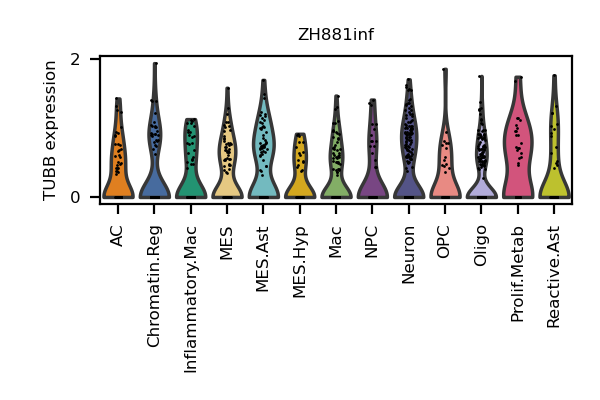 ZH881inf
TUBB expression
2
0
AC
Chromatin.Reg
Inflammatory.Mac
MES
MES.Ast
MES.Hyp
Mac
NPC
Neuron
OPC
Oligo
Prolif.Metab
Reactive.Ast